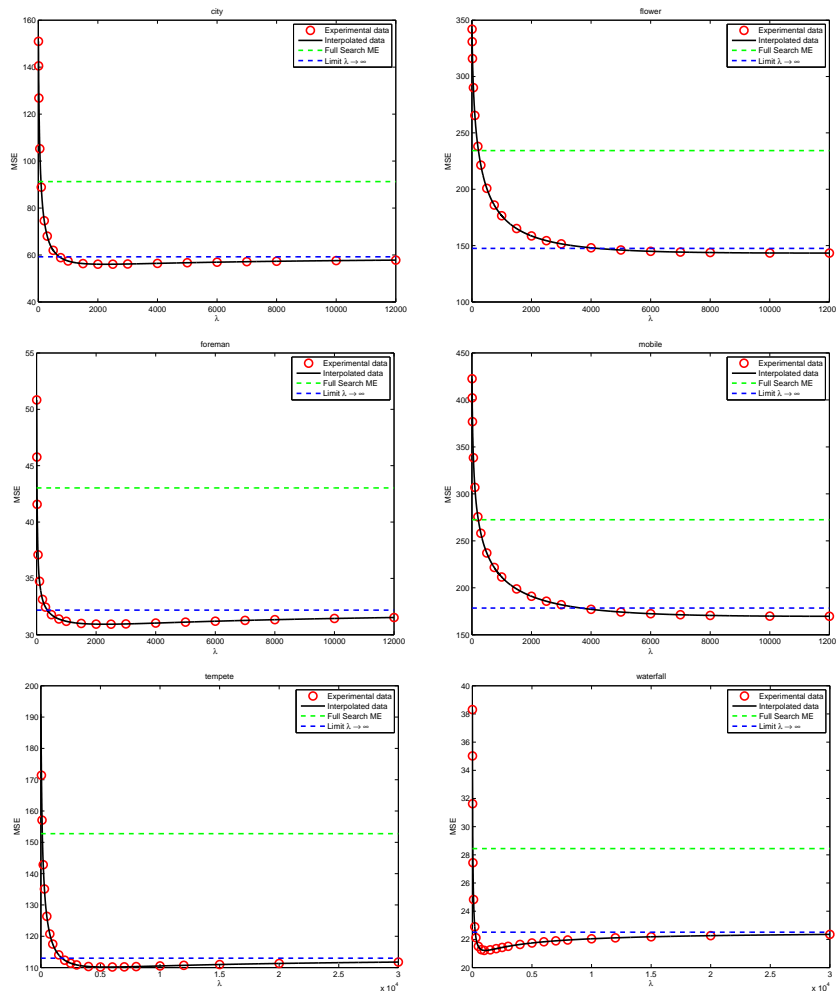 city
160
140
120
100
80
60
40
MSE
0
2000
4000
6000
8000
10000
12000
λ
Experimental data
Interpolated data
Full Search ME
Limit λ → ∞
flower
350
300
250
200
150
100
MSE
0
2000
4000
6000
8000
10000
12000
λ
Experimental data
Interpolated data
Full Search ME
Limit λ → ∞
foreman
55
50
45
40
35
30
MSE
0
2000
4000
6000
8000
10000
12000
λ
Experimental data
Interpolated data
Full Search ME
Limit λ → ∞
mobile
450
400
350
300
250
200
150
MSE
0
2000
4000
6000
8000
10000
12000
λ
Experimental data
Interpolated data
Full Search ME
Limit λ → ∞
tempete
200
190
180
170
160
150
140
130
120
110
MSE
0
0.5
1
1.5
2
2.5
3
λ
x 10⁴
Experimental data
Interpolated data
Full Search ME
Limit λ → ∞
waterfall
40
38
36
34
32
30
28
26
24
22
20
MSE
0
0.5
1
1.5
2
2.5
3
λ
x 10⁴
Experimental data
Interpolated data
Full Search ME
Limit λ → ∞